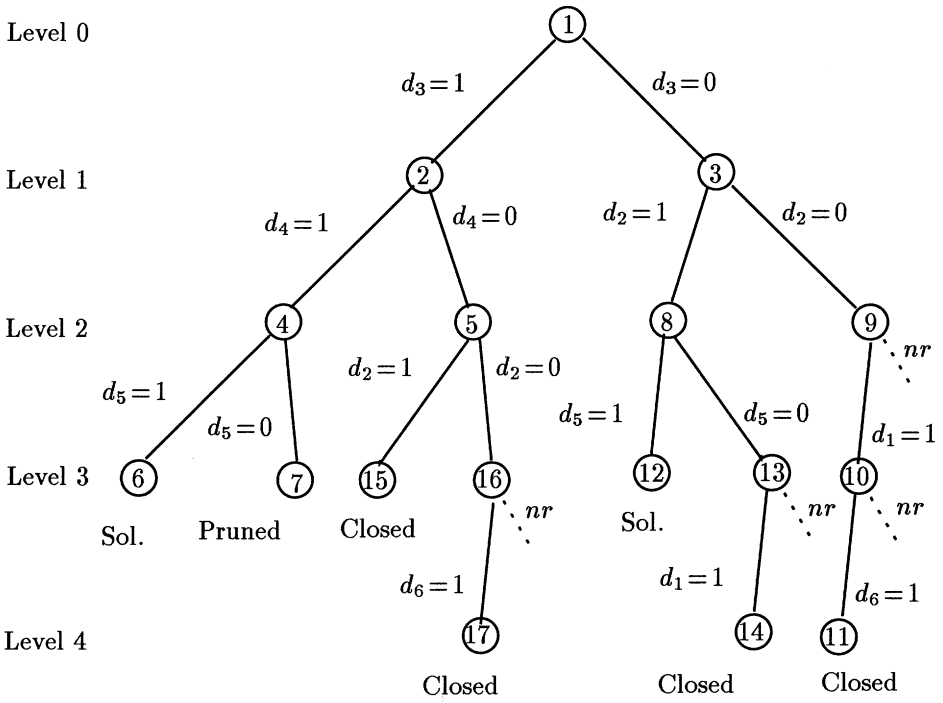 Level 0 1
d₃=1 d₃=0
Level 1 2 3
d₄=1 d₄=0 d₂=1 d₂=0
Level 2 4 5 8 9
nr
d₅=1 d₅=0 d₂=1 d₂=0 d₅=1 d₅=0 d₁=1
Level 3 6 7 15 16 12 13 10
Sol. Pruned Closed nr Sol. nr nr
d₆=1 d₁=1 d₆=1
Level 4 17 14 11
Closed Closed Closed